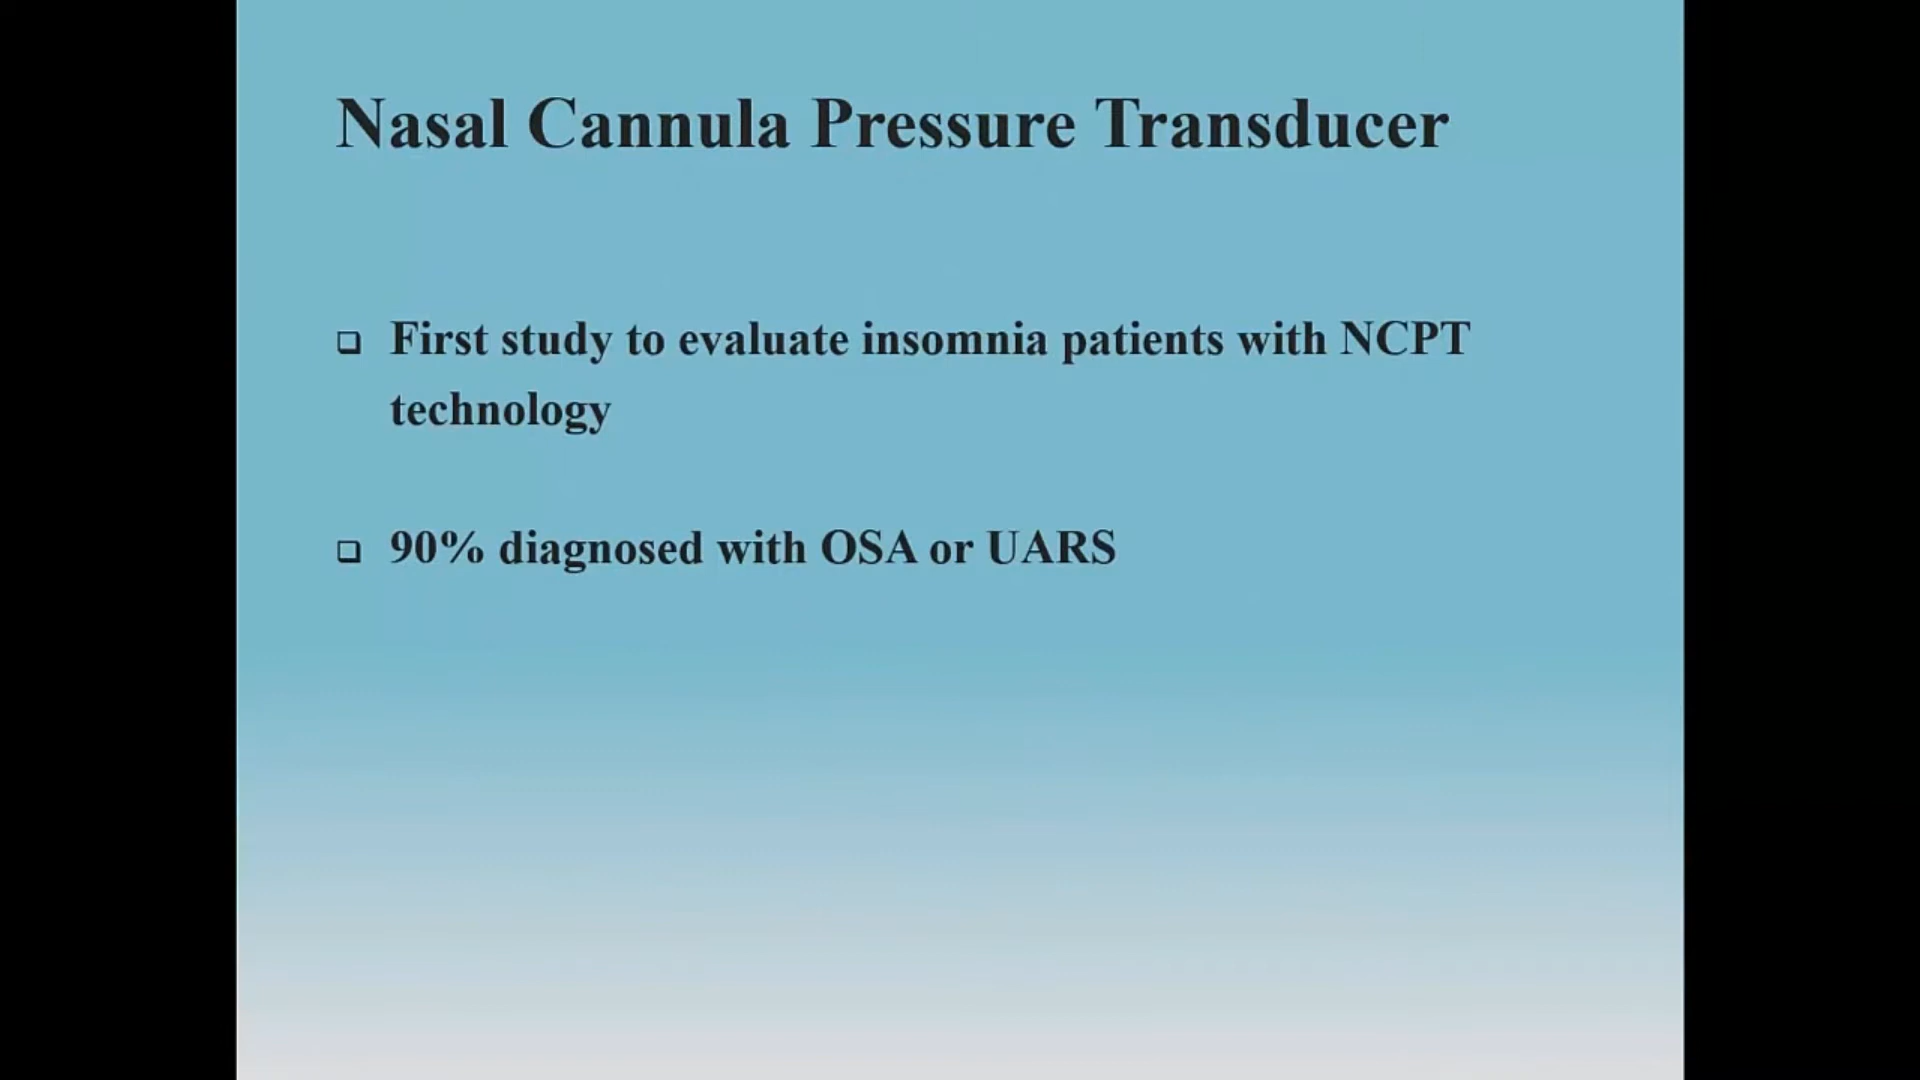 Nasal Cannula Pressure Transducer
First study to evaluate insomnia patients with NCPT
technology
90% diagnosed with OSA or UARS